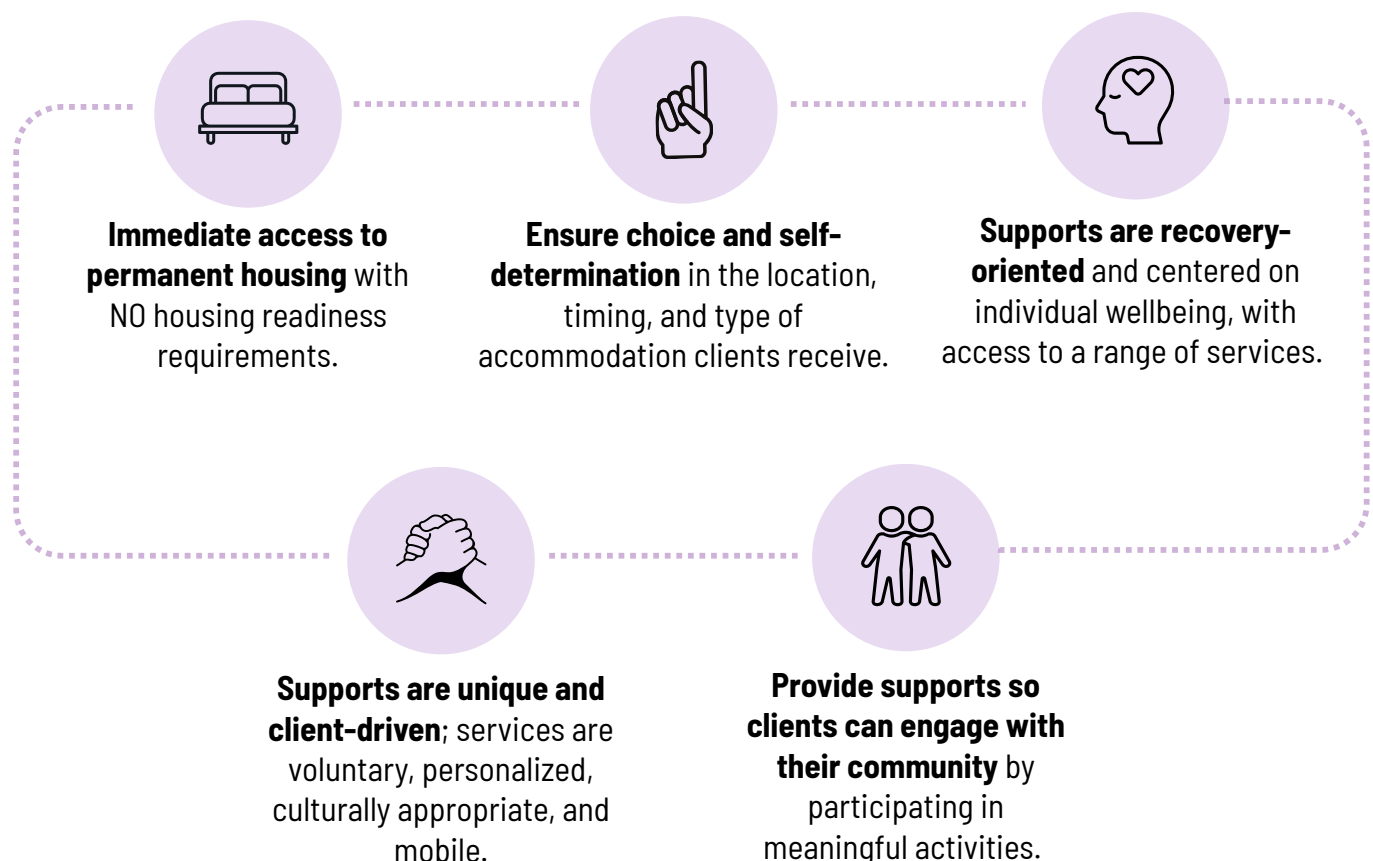 Immediate access to
permanent housing with
NO housing readiness
requirements.
Ensure choice and self-
determination in the location,
timing, and type of
accommodation clients receive.
Supports are recovery-
oriented and centered on
individual wellbeing, with
access to a range of services.
Supports are unique and
client-driven; services are
voluntary, personalized,
culturally appropriate, and
mobile.
Provide supports so
clients can engage with
their community by
participating in
meaningful activities.